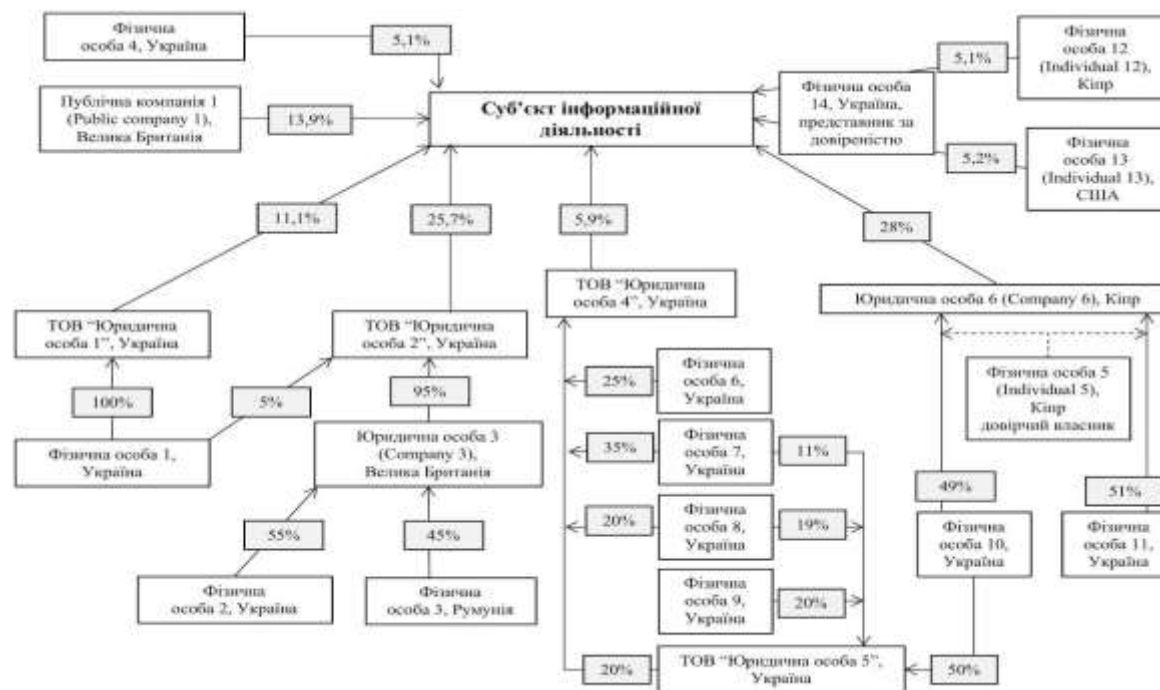 Фізична
особа 4, Україна
5,1%
Публічна компанія 1
(Public company 1),
Велика Британія
13,9%
Суб’єкт інформаційної
діяльності
Фізична особа
14, Україна,
представник за
довіреністю
5,1%
Фізична
особа 12
(Individual 12),
Кіпр
5,2%
Фізична
особа 13
(Individual 13),
США
11,1%
25,7%
5,9%
28%
ТОВ “Юридична
особа 1”, Україна
ТОВ “Юридична
особа 2”, Україна
ТОВ “Юридична
особа 4”, Україна
Юридична особа 6 (Company 6), Кіпр
100%
5%
95%
Фізична особа 1,
Україна
Юридична особа 3
(Company 3),
Велика Британія
55%
45%
Фізична
особа 2, Україна
Фізична
особа 3, Румунія
25%
Фізична
особа 6,
Україна
35%
Фізична
особа 7,
Україна
11%
20%
Фізична
особа 8,
Україна
19%
Фізична
особа 9,
Україна
20%
20%
ТОВ “Юридична особа 5”,
Україна
50%
Фізична особа 5
(Individual 5),
Кіпр
довірчий власник
49%
51%
Фізична
особа 10,
Україна
Фізична
особа 11,
Україна